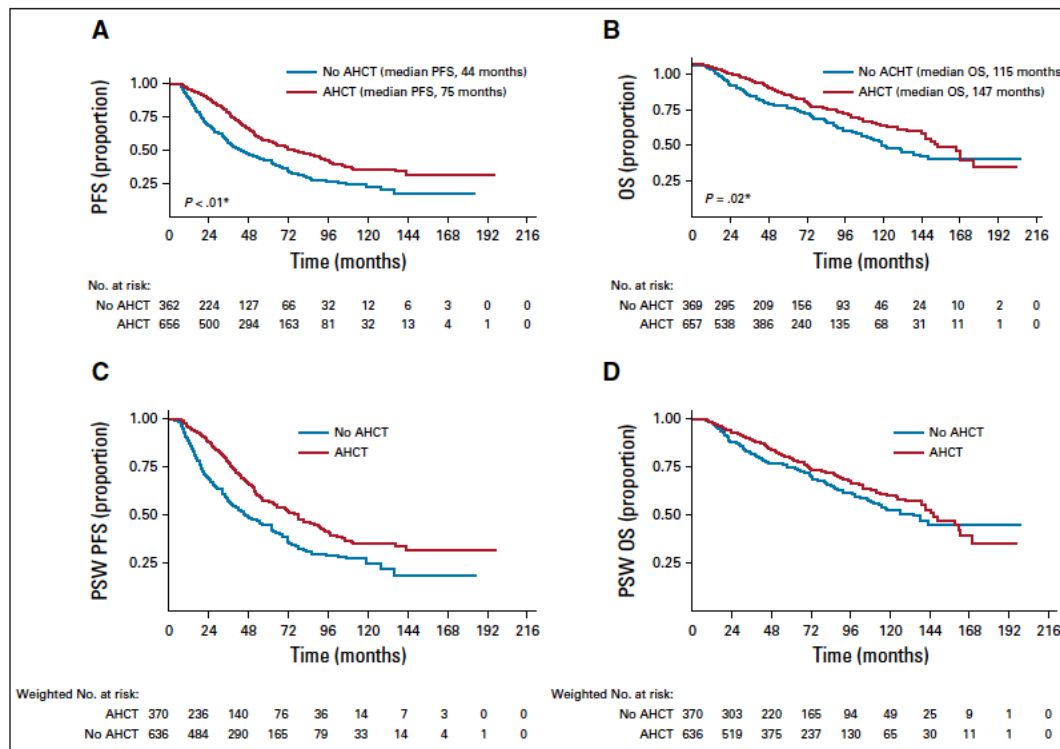 A
No AHCT (median PFS, 44 months)
AHCT (median PFS, 75 months)
1.00
0.75
0.50
0.25
PFS (proportion)
P < .01*
0 24 48 72 96 120 144 168 192 216
Time (months)
No. at risk:
No AHCT 362 224 127 66 32 12 6 3 0 0
AHCT 656 500 294 163 81 32 13 4 1 0
B
No ACHT (median OS, 115 months)
AHCT (median OS, 147 months)
1.00
0.75
0.50
0.25
OS (proportion)
P = .02*
0 24 48 72 96 120 144 168 192 216
Time (months)
No. at risk:
No AHCT 369 295 209 156 93 46 24 10 2 0
AHCT 657 538 386 240 135 68 31 11 1 0
C
No AHCT
AHCT
1.00
0.75
0.50
0.25
PSW PFS (proportion)
0 24 48 72 96 120 144 168 192 216
Time (months)
Weighted No. at risk:
AHCT 370 236 140 76 36 14 7 3 0 0
No AHCT 636 484 290 165 79 33 14 4 1 0
D
No AHCT
AHCT
1.00
0.75
0.50
0.25
PSW OS (proportion)
0 24 48 72 96 120 144 168 192 216
Time (months)
Weighted No. at risk:
No AHCT 370 303 220 165 94 49 25 9 1 0
AHCT 636 519 375 237 130 65 30 11 1 0